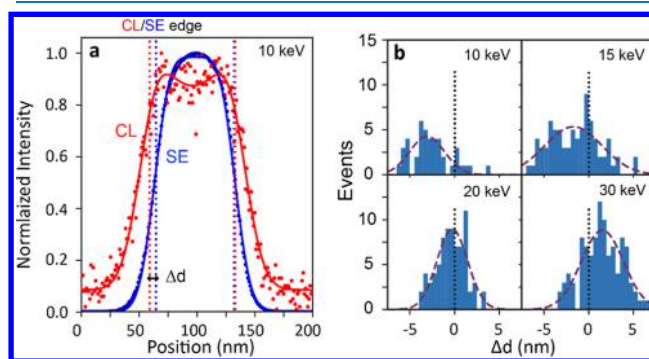 CL/SE edge
a
10 keV
CL
SE
Δd
Normlaized Intensity
1.0
0.8
0.6
0.4
0.2
0.0
0 50 100 150 200
Position (nm)
b
10 keV
15 keV
20 keV
30 keV
Events
15
10
5
0
10
5
0
-5 0 5 -5 0 5
Δd (nm)